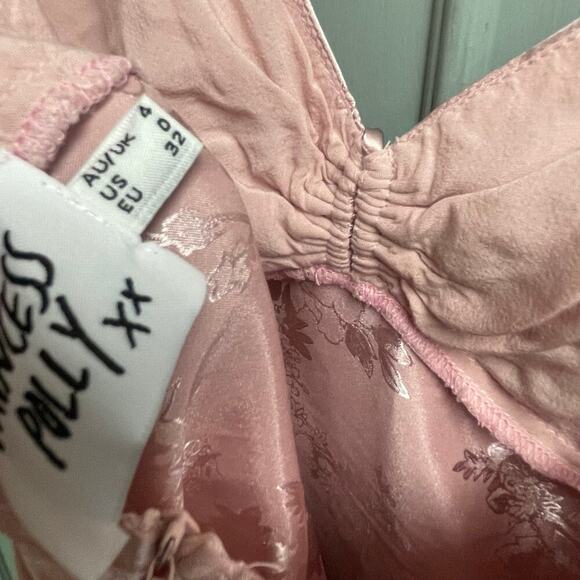 AU/UK 4
US 0
EU 32
POLLY xx